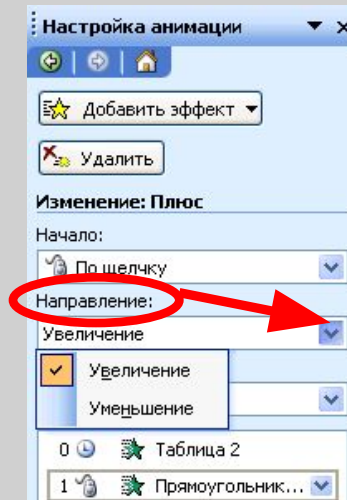 Настройка анимации
Добавить эффект
Удалить
Изменение: Плюс
Начало:
По щелчку
Направление:
Увеличение
Увеличение
Уменьшение
0 Таблица 2
1 Прямоугольник...